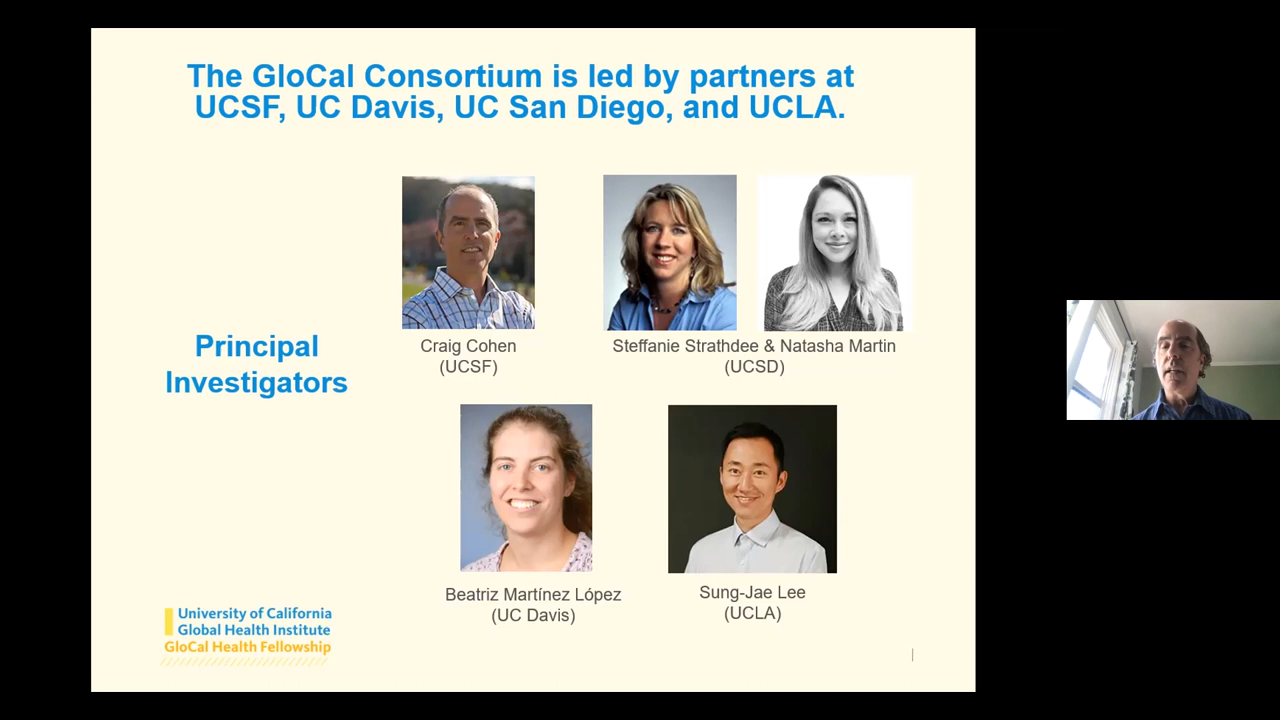 The GloCal Consortium is led by partners at
UCSF, UC Davis, UC San Diego, and UCLA.
Principal
Investigators
Craig Cohen
(UCSF)
Steffanie Strathdee & Natasha Martin
(UCSD)
Beatriz Martínez López
(UC Davis)
Sung-Jae Lee
(UCLA)
University of California
Global Health Institute
GloCal Health Fellowship